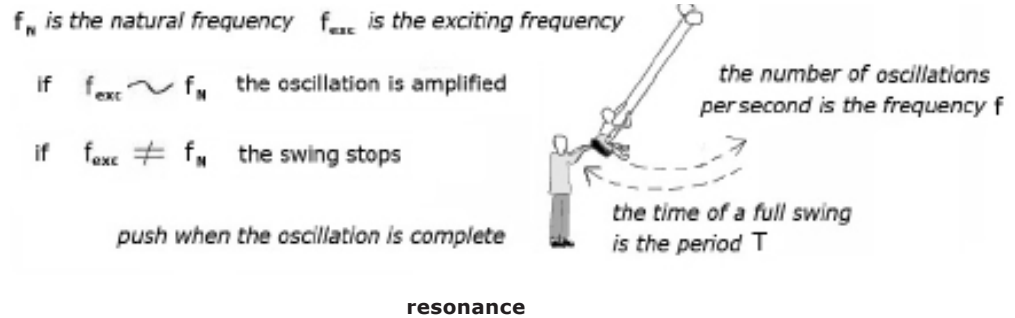 f_N is the natural frequency f_exc is the exciting frequency
if f_exc ~ f_N the oscillation is amplified
if f_exc ≠ f_N the swing stops
push when the oscillation is complete
the number of oscillations
per second is the frequency f
the time of a full swing
is the period T
resonance